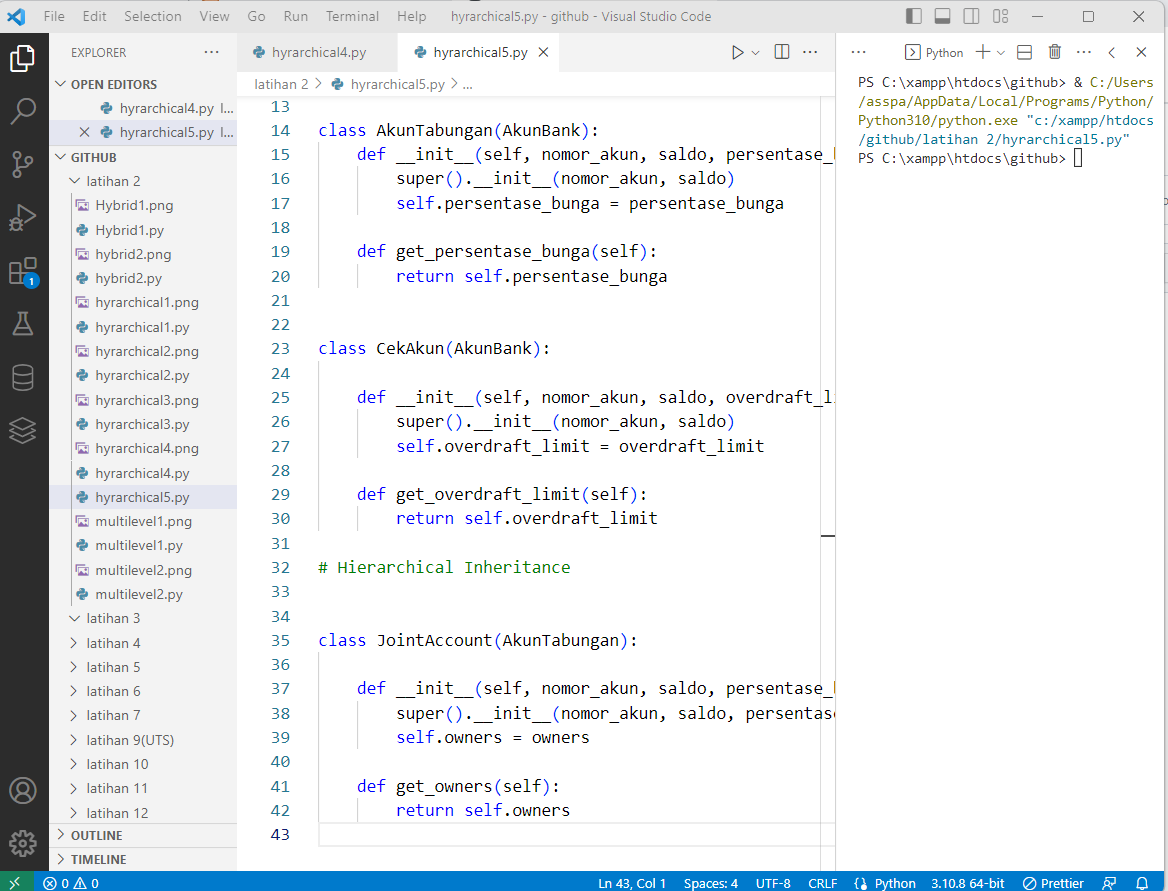 File Edit Selection View Go Run Terminal Help hyrarchical5.py - github - Visual Studio Code
EXPLORER
OPEN EDITORS
hyrarchical4.py l...
hyrarchical5.py l...
GITHUB
latihan 2
Hybrid1.png
Hybrid1.py
hybrid2.png
hybrid2.py
hyrarchical1.png
hyrarchical1.py
hyrarchical2.png
hyrarchical2.py
hyrarchical3.png
hyrarchical3.py
hyrarchical4.png
hyrarchical4.py
hyrarchical5.py
multilevel1.png
multilevel1.py
multilevel2.png
multilevel2.py
latihan 3
latihan 4
latihan 5
latihan 6
latihan 7
latihan 9(UTS)
latihan 10
latihan 11
latihan 12
OUTLINE
TIMELINE
1
hyrarchical4.py hyrarchical5.py
latihan 2 > hyrarchical5.py > ...
13
14 class AkunTabungan(AkunBank):
15 def __init__(self, nomor_akun, saldo, persentase_
16 super().__init__(nomor_akun, saldo)
17 self.persentase_bunga = persentase_bunga
18
19 def get_persentase_bunga(self):
20 return self.persentase_bunga
21
22
23 class CekAkun(AkunBank):
24
25 def __init__(self, nomor_akun, saldo, overdraft_l
26 super().__init__(nomor_akun, saldo)
27 self.overdraft_limit = overdraft_limit
28
29 def get_overdraft_limit(self):
30 return self.overdraft_limit
31
32 # Hierarchical Inheritance
33
34
35 class JointAccount(AkunTabungan):
36
37 def __init__(self, nomor_akun, saldo, persentase_
38 super().__init__(nomor_akun, saldo, persentas
39 self.owners = owners
40
41 def get_owners(self):
42 return self.owners
43
Python
PS C:\xampp\htdocs\github> & C:/Users
/asspa/AppData/Local/Programs/Python/
Python310/python.exe "c:/xampp/htdocs
/github/latihan 2/hyrarchical5.py"
PS C:\xampp\htdocs\github>
0 0 Ln 43, Col 1 Spaces: 4 UTF-8 CRLF Python 3.10.8 64-bit Prettier